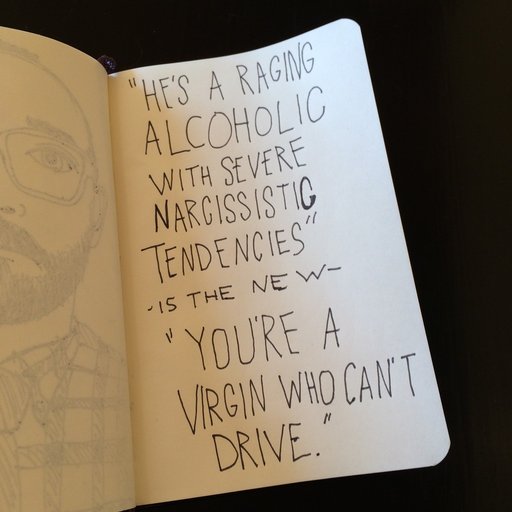 "HE'S A RAGING
ALCOHOLIC
WITH SEVERE
NARCISSISTIC
TENDENCIES"
-IS THE NEW-
"YOU'RE A
VIRGIN WHO CAN'T
DRIVE."